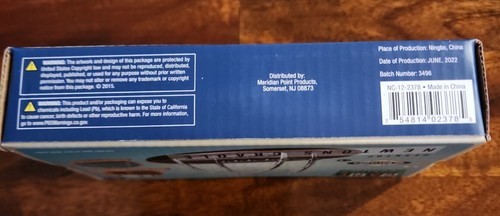 WARNING: The artwork and design of this package are protected by
United States Copyright law and may not be reproduced, distributed,
displayed, published, or used for any purpose without prior written
permission. You may not alter or remove any trademark or copyright
notice from this package. © 2015.
WARNING: This product and/or packaging can expose you to
chemicals including Lead (Pb), which is known to the State of California
to cause cancer, birth defects or other reproductive harm. For more information,
go to www.P65Warnings.ca.gov
Distributed by:
Meridian Point Products,
Somerset, NJ 08873
Place of Production: Ningbo, China
Date of Production: JUNE, 2022
Batch Number: 3496
NC-12-2378 • Made in China
8 54814 02378
NEWTONS CRADLE